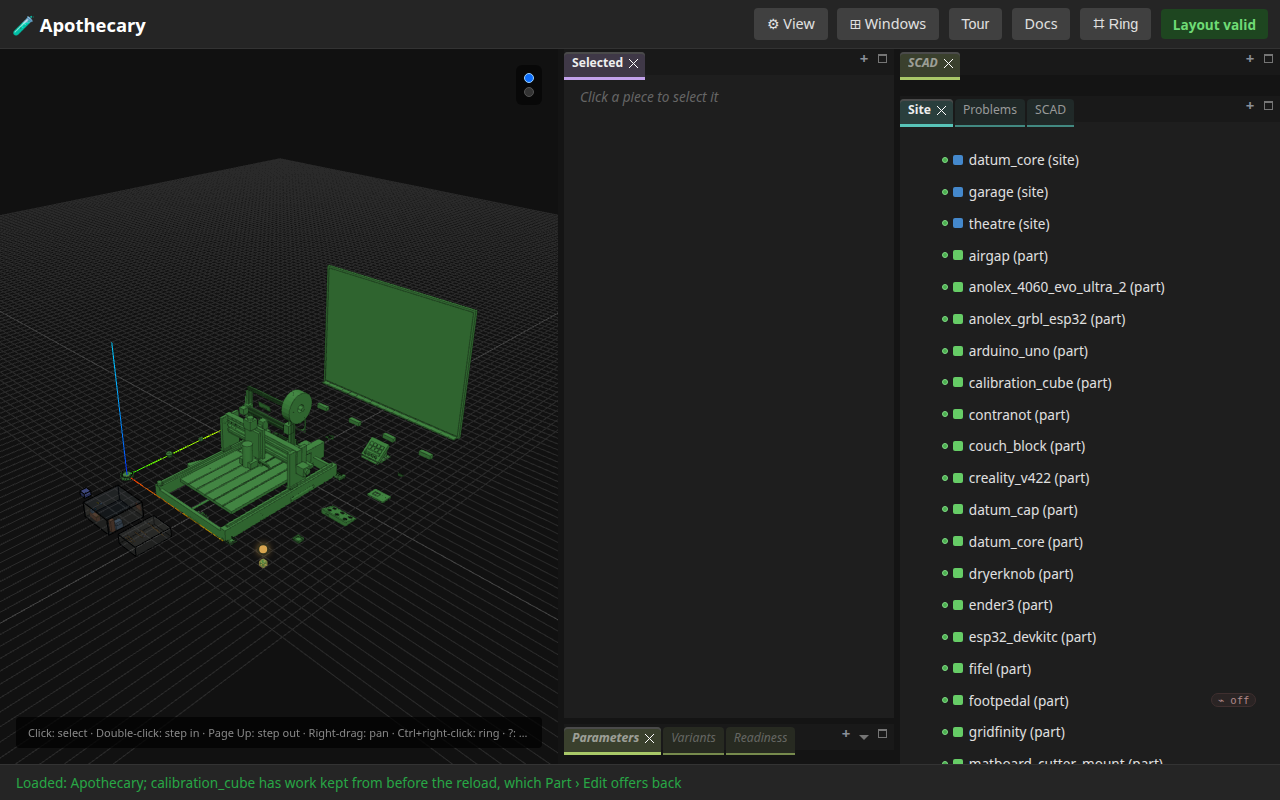 🧪 Apothecary
⚙ View
⊞ Windows
Tour
Docs
⌗ Ring
Layout valid
Selected
Click a piece to select it
SCAD
Site
Problems
SCAD
datum_core (site)
garage (site)
theatre (site)
airgap (part)
anolex_4060_evo_ultra_2 (part)
anolex_grbl_esp32 (part)
arduino_uno (part)
calibration_cube (part)
contranot (part)
couch_block (part)
creality_v422 (part)
datum_cap (part)
datum_core (part)
dryerknob (part)
ender3 (part)
esp32_devkitc (part)
fifel (part)
footpedal (part)
~ off
gridfinity (part)
matboard_cutter_mount (part)
Click: select · Double-click: step in · Page Up: step out · Right-drag: pan · Ctrl+right-click: ring · ?: ...
Parameters
Variants
Readiness
Loaded: Apothecary; calibration_cube has work kept from before the reload, which Part › Edit offers back